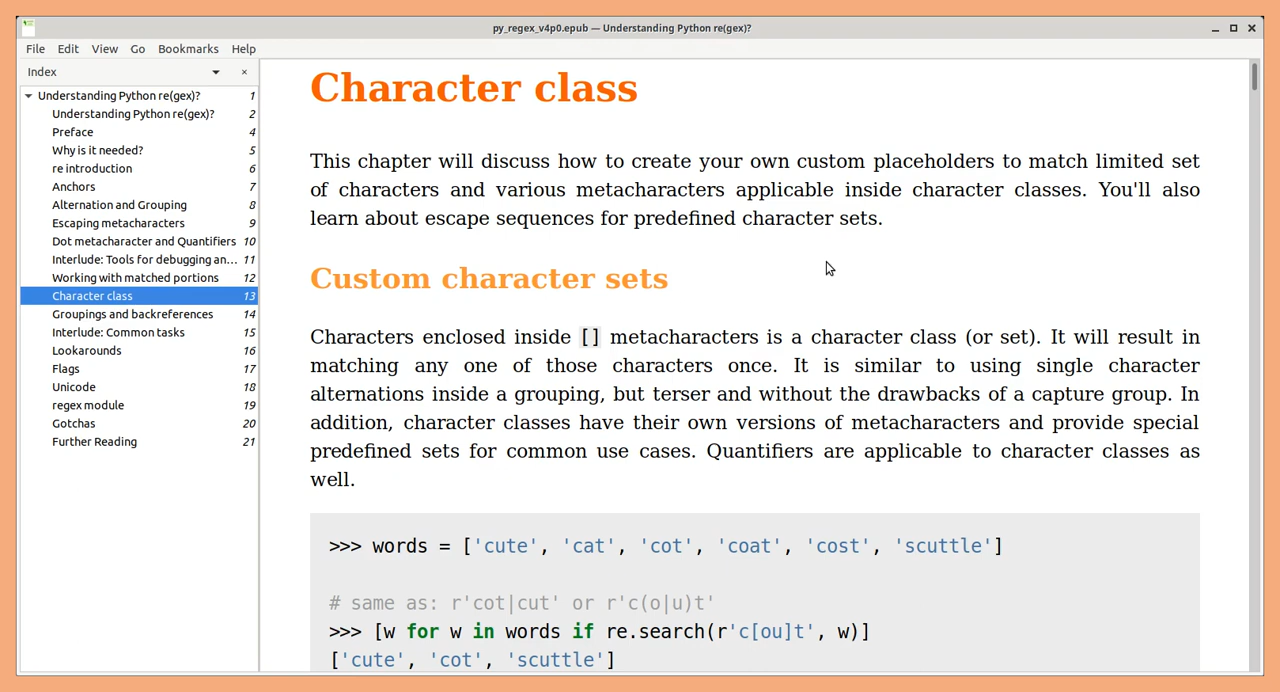 py_regex_v4p0.epub — Understanding Python re(gex)?
File Edit View Go Bookmarks Help
Index
Understanding Python re(gex)? 1
Understanding Python re(gex)? 2
Preface 4
Why is it needed? 5
re introduction 6
Anchors 7
Alternation and Grouping 8
Escaping metacharacters 9
Dot metacharacter and Quantifiers 10
Interlude: Tools for debugging an... 11
Working with matched portions 12
Character class 13
Groupings and backreferences 14
Interlude: Common tasks 15
Lookarounds 16
Flags 17
Unicode 18
regex module 19
Gotchas 20
Further Reading 21
Character class
This chapter will discuss how to create your own custom placeholders to match limited set
of characters and various metacharacters applicable inside character classes. You'll also
learn about escape sequences for predefined character sets.
Custom character sets
Characters enclosed inside [] metacharacters is a character class (or set). It will result in
matching any one of those characters once. It is similar to using single character
alternations inside a grouping, but terser and without the drawbacks of a capture group. In
addition, character classes have their own versions of metacharacters and provide special
predefined sets for common use cases. Quantifiers are applicable to character classes as
well.
>>> words = ['cute', 'cat', 'cot', 'coat', 'cost', 'scuttle']
# same as: r'cot|cut' or r'c(o|u)t'
>>> [w for w in words if re.search(r'c[ou]t', w)]
['cute', 'cot', 'scuttle']